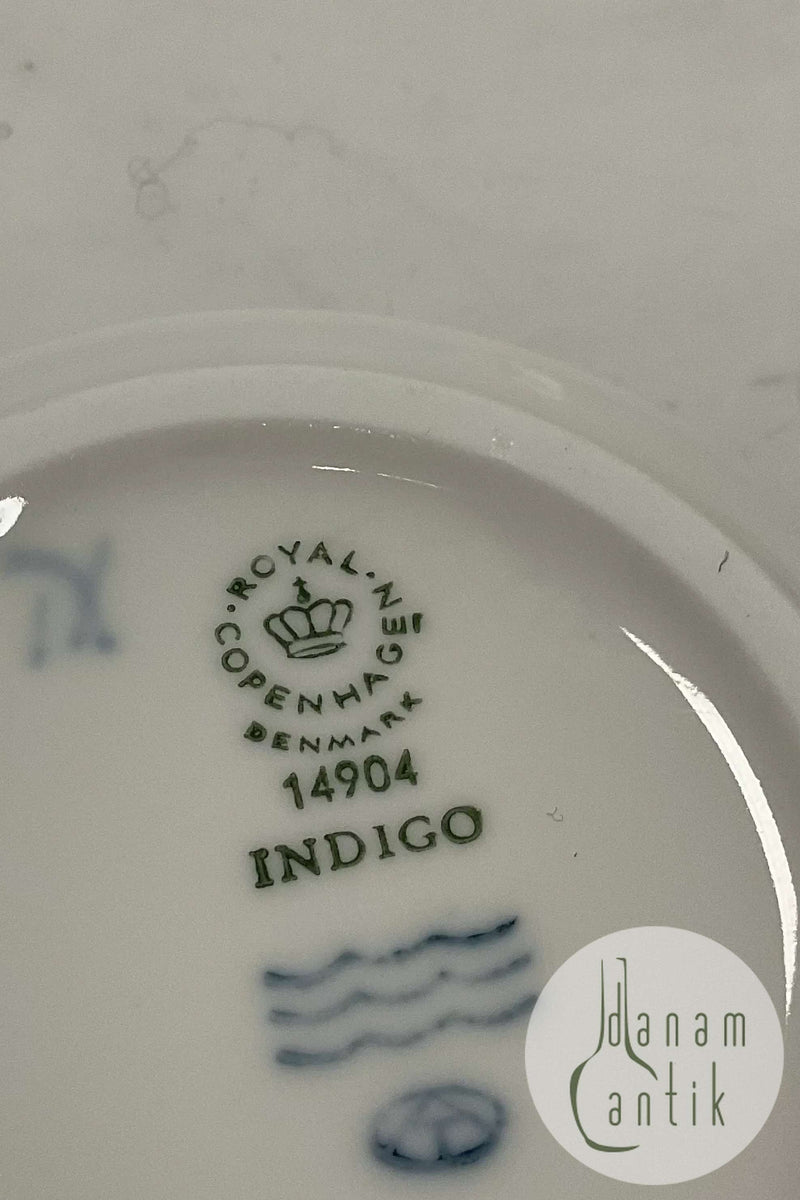 ROYAL
COPENHAGEN
DENMARK
14904
INDIGO
danam
antik